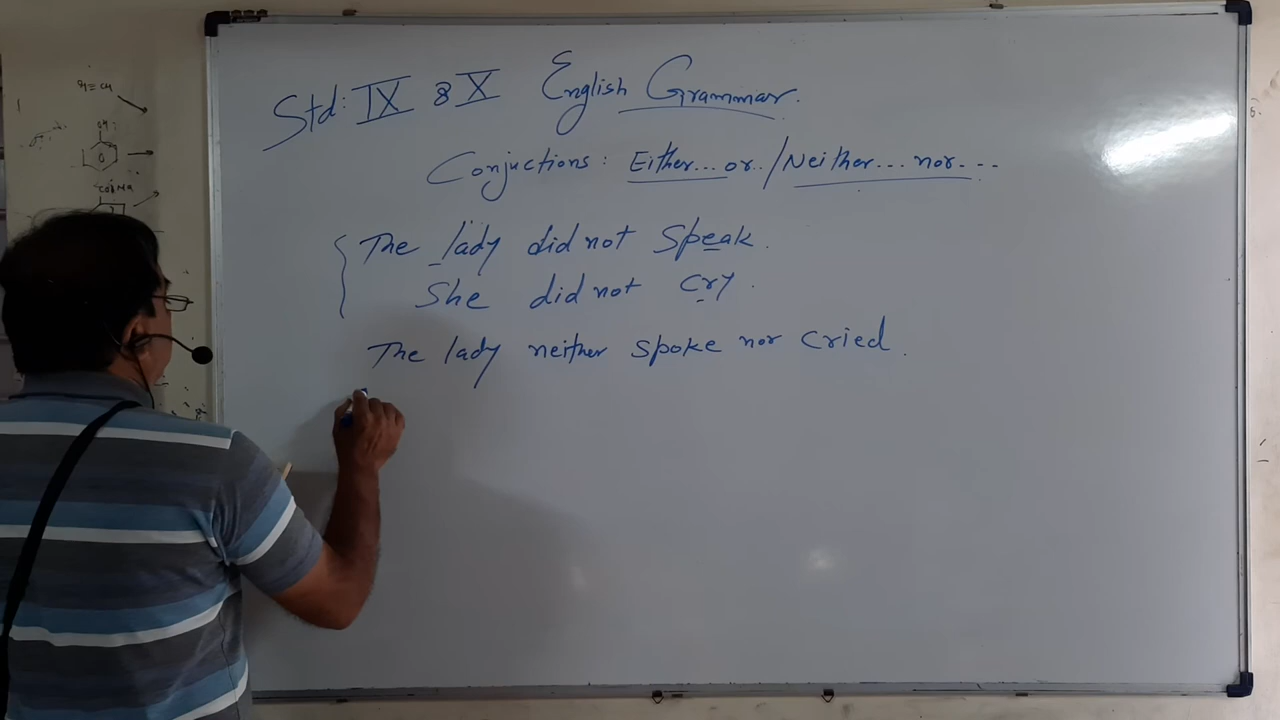 Std: IX & X English Grammar.
Conjuctions: Either...or../Neither...nor---
The lady did not speak.
She did not cry.
The lady neither spoke nor cried.